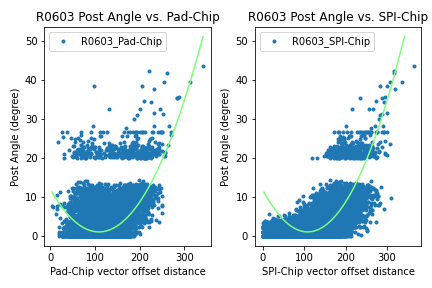 R0603 Post Angle vs. Pad-Chip
R0603_Pad-Chip
Post Angle (degree)
50
40
30
20
10
0
0
100
200
300
Pad-Chip vector offset distance
R0603 Post Angle vs. SPI-Chip
R0603_SPI-Chip
Post Angle (degree)
50
40
30
20
10
0
0
100
200
300
SPI-Chip vector offset distance